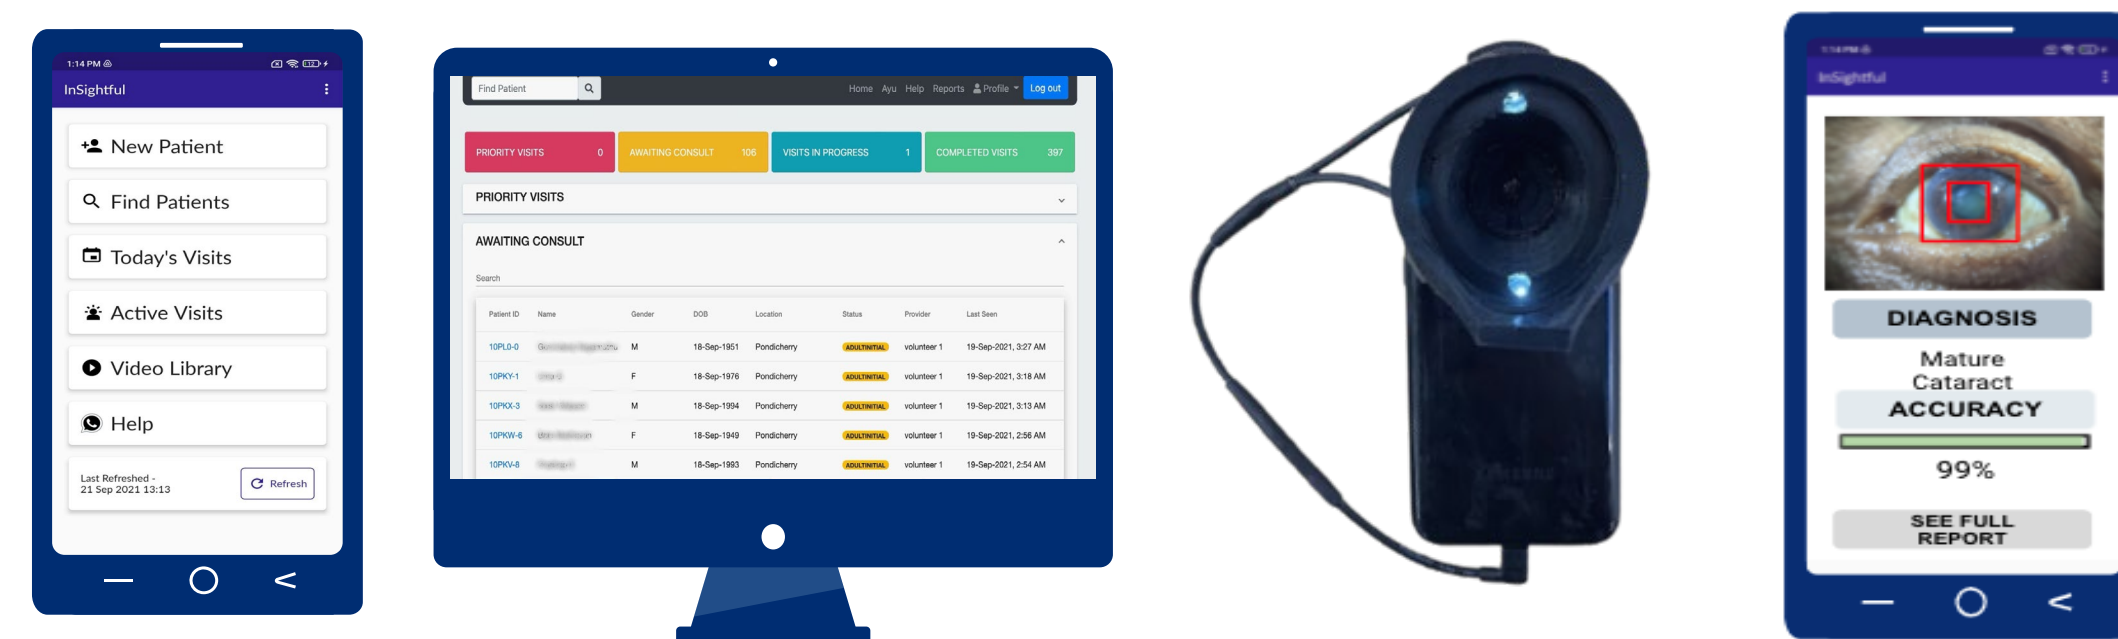 1:14 PM
InSightful
New Patient
Find Patients
Today's Visits
Active Visits
Video Library
Help
Last Refreshed -
21 Sep 2021 13:13
Refresh
Find Patient
Home Ayu Help Reports Profile Log out
PRIORITY VISITS 0
AWAITING CONSULT 106
VISITS IN PROGRESS 1
COMPLETED VISITS 397
PRIORITY VISITS
AWAITING CONSULT
Search
Patient ID Name Gender DOB Location Status Provider Last Seen
10PL0-0 M 18-Sep-1951 Pondicherry ADULTINITIAL volunteer 1 19-Sep-2021, 3:27 AM
10PKY-1 F 18-Sep-1976 Pondicherry ADULTINITIAL volunteer 1 19-Sep-2021, 3:18 AM
10PKX-3 M 18-Sep-1994 Pondicherry ADULTINITIAL volunteer 1 19-Sep-2021, 3:13 AM
10PKW-6 F 18-Sep-1949 Pondicherry ADULTINITIAL volunteer 1 19-Sep-2021, 2:56 AM
10PKV-8 M 18-Sep-1993 Pondicherry ADULTINITIAL volunteer 1 19-Sep-2021, 2:54 AM
1:14 PM
InSightful
DIAGNOSIS
Mature
Cataract
ACCURACY
99%
SEE FULL
REPORT